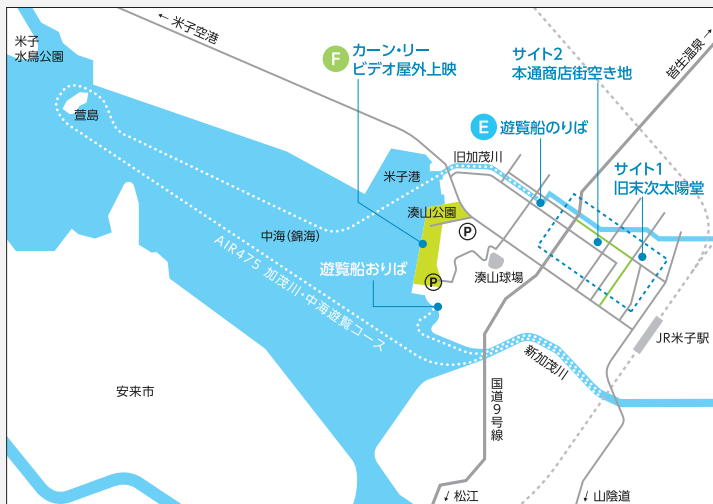 ← 米子空港
米子
水鳥公園
F カーン・リー
ビデオ屋外上映
サイト2
本通商店街空き地
皆生温泉 ↗
萱島
E 遊覧船のりば
旧加茂川
サイト1
旧末次太陽堂
米子港
湊山公園
P
中海(錦海)
遊覧船おりば
湊山球場
P
AIR475 加茂川・中海遊覧コース
JR米子駅
新加茂川
安来市
国道9号線
↙松江
↙山陰道